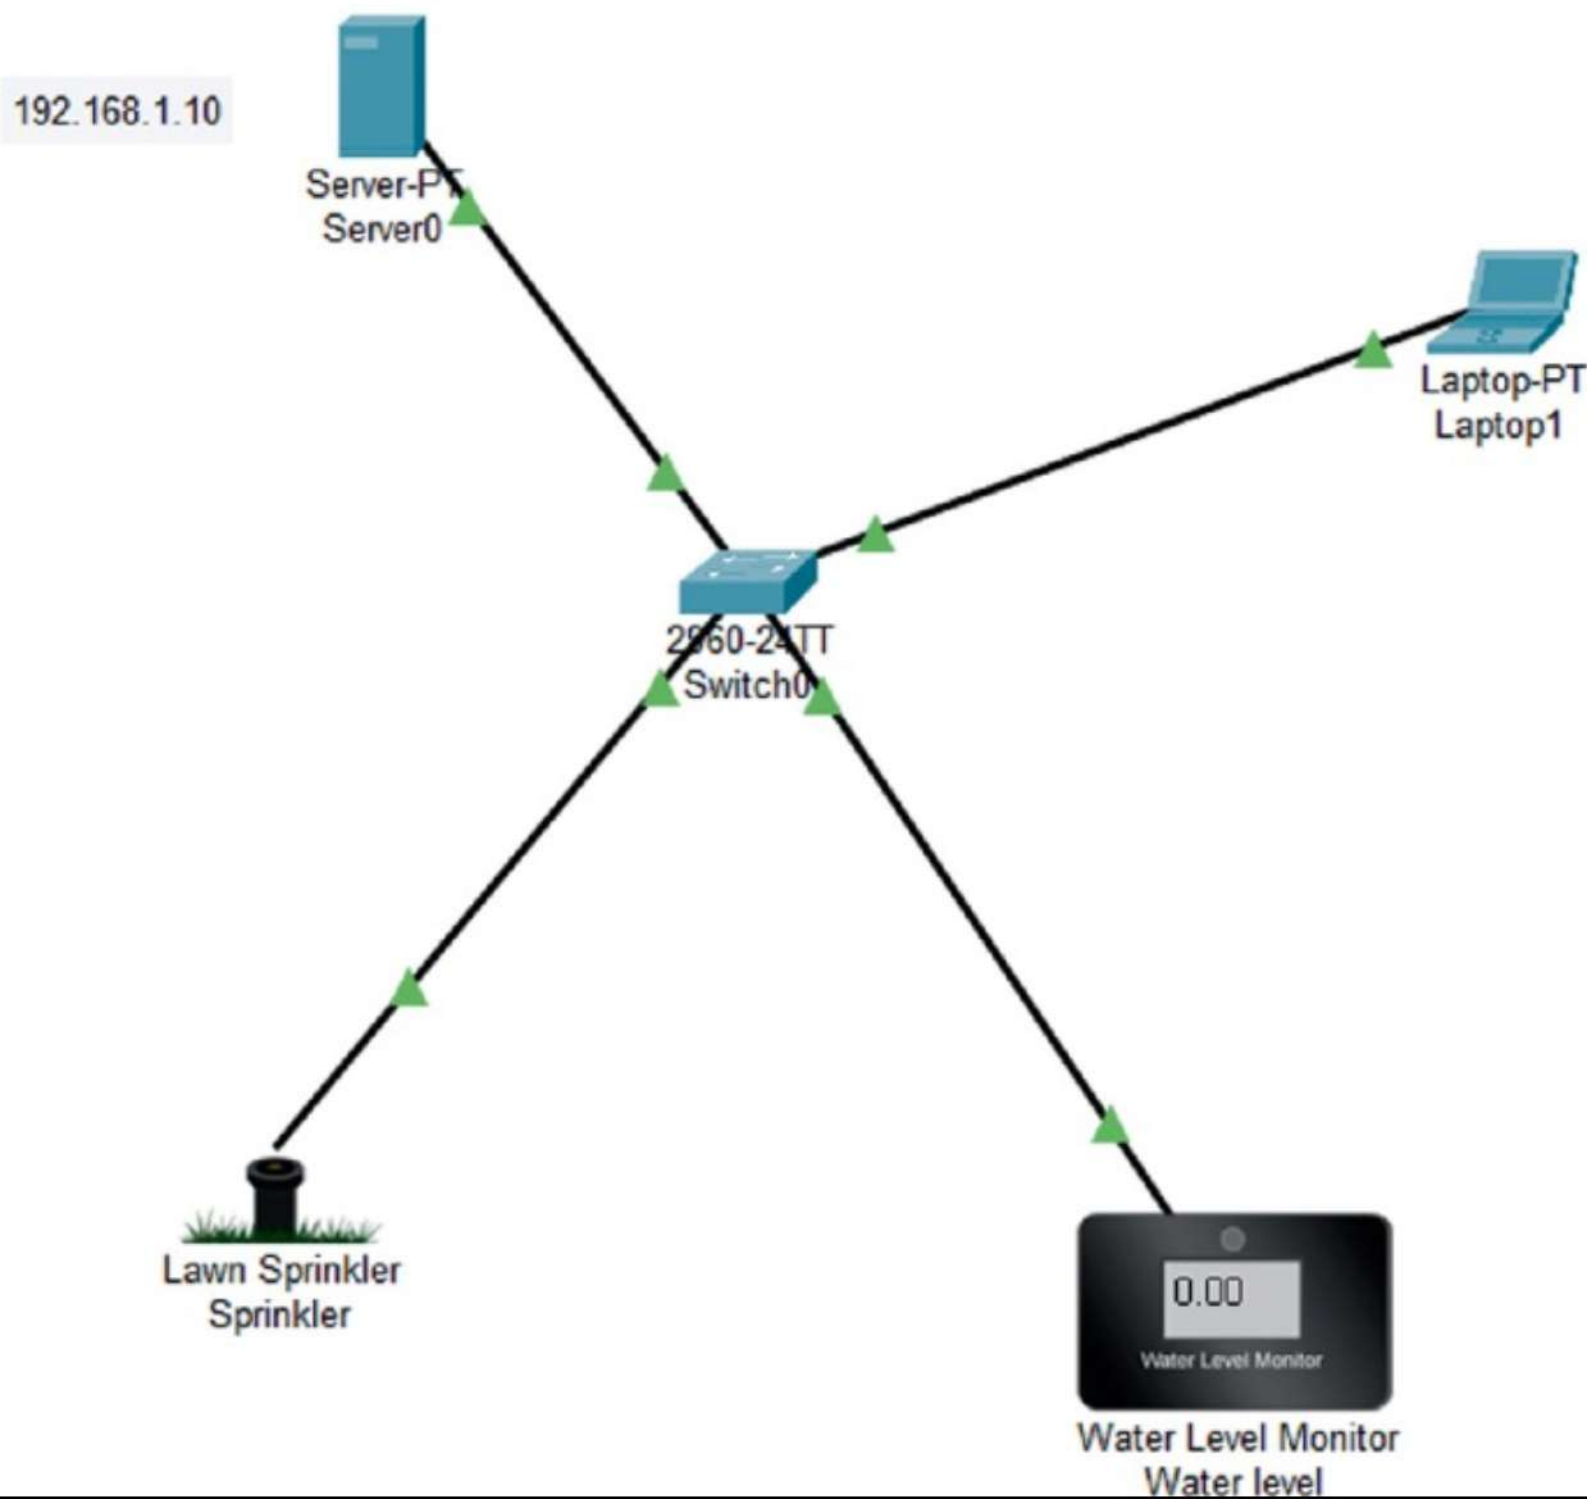 192.168.1.10
Server-PT
Server0
Laptop-PT
Laptop1
2960-24TT
Switch0
Lawn Sprinkler
Sprinkler
0.00
Water Level Monitor
Water Level Monitor
Water level